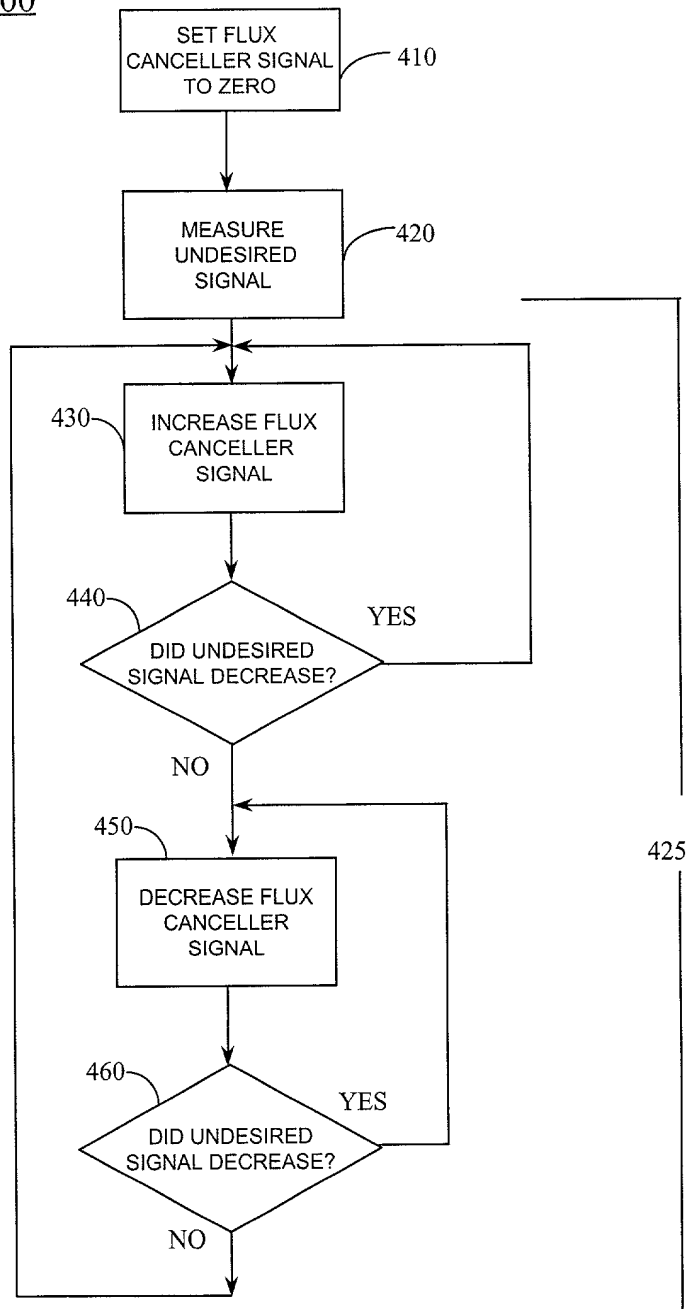 SET FLUX
CANCELLER SIGNAL
TO ZERO
410
MEASURE
UNDESIRED
SIGNAL
420
430
INCREASE FLUX
CANCELLER
SIGNAL
440
YES
DID UNDESIRED
SIGNAL DECREASE?
NO
450
425
DECREASE FLUX
CANCELLER
SIGNAL
460
YES
DID UNDESIRED
SIGNAL DECREASE?
NO